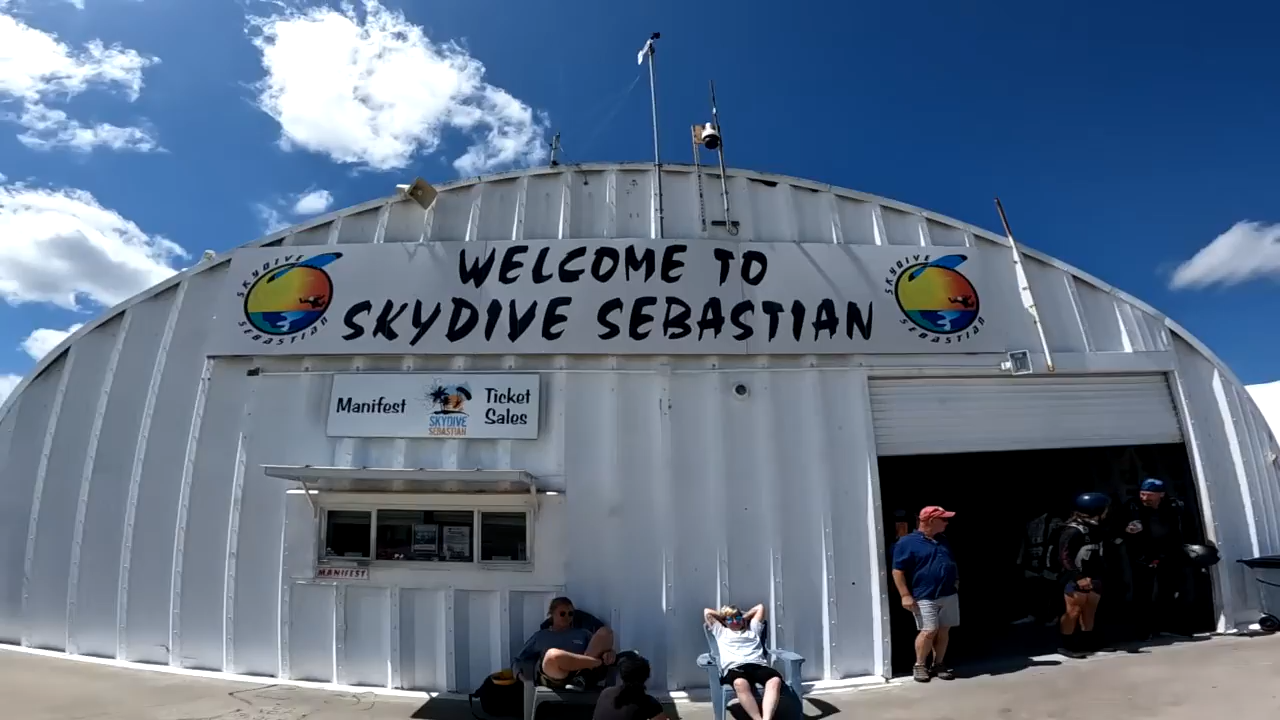 WELCOME TO
SKYDIVE SEBASTIAN
SKYDIVE
SEBASTIAN
SKYDIVE
SEBASTIAN
Manifest
SKYDIVE
SEBASTIAN
Ticket
Sales
MANIFEST